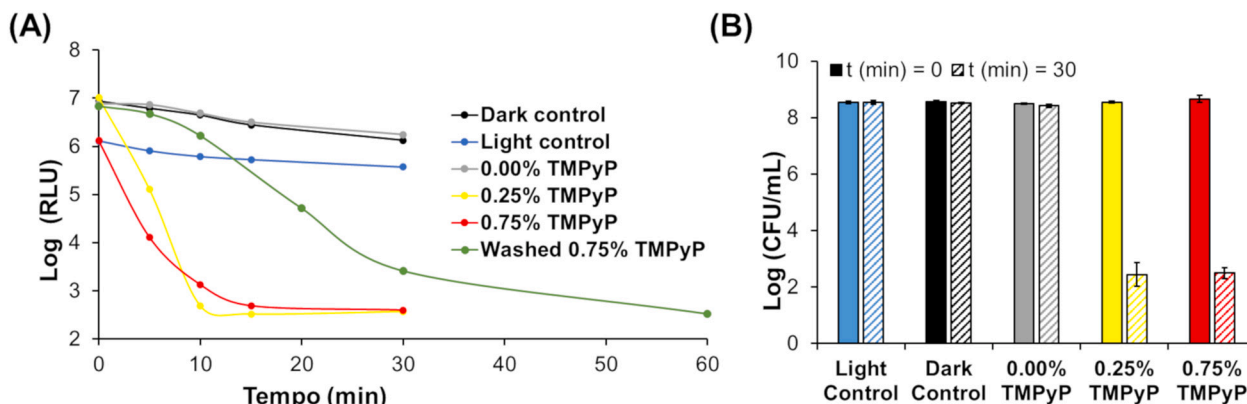 (A)
8
7
6
5
4
3
2
Log (RLU)
0
10
20
30
40
50
60
Tempo (min)
Dark control
Light control
0.00% TMPyP
0.25% TMPyP
0.75% TMPyP
Washed 0.75% TMPyP
(B)
10
8
6
4
2
0
Log (CFU/mL)
t (min) = 0
t (min) = 30
Light
Control
Dark
Control
0.00%
TMPyP
0.25%
TMPyP
0.75%
TMPyP